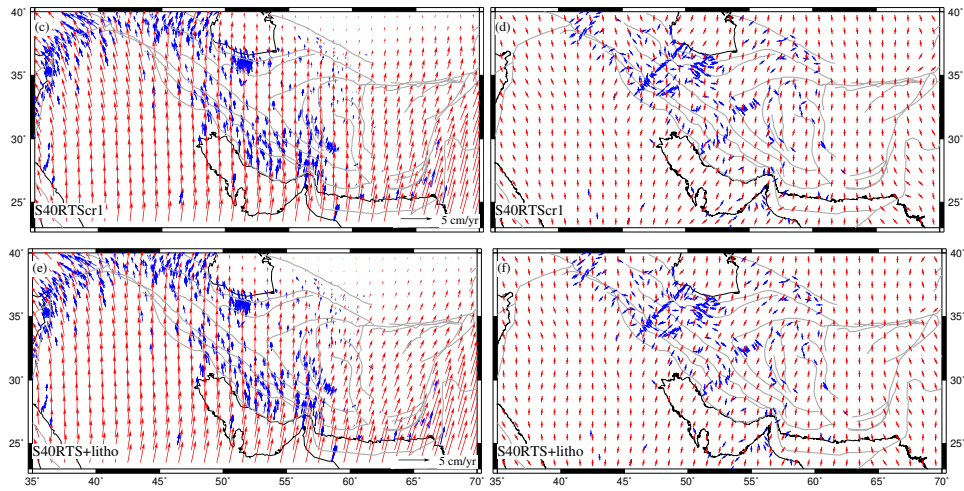 40˚ (c) (d) 40˚
35˚ 35˚
30˚ 30˚
25˚ S40RTScr1 5 cm/yr S40RTScr1 25˚
40˚ (e) (f) 40˚
35˚ 35˚
30˚ 30˚
25˚ S40RTS+litho 5 cm/yr S40RTS+litho 25˚
35˚ 40˚ 45˚ 50˚ 55˚ 60˚ 65˚ 70˚ 35˚ 40˚ 45˚ 50˚ 55˚ 60˚ 65˚ 70˚